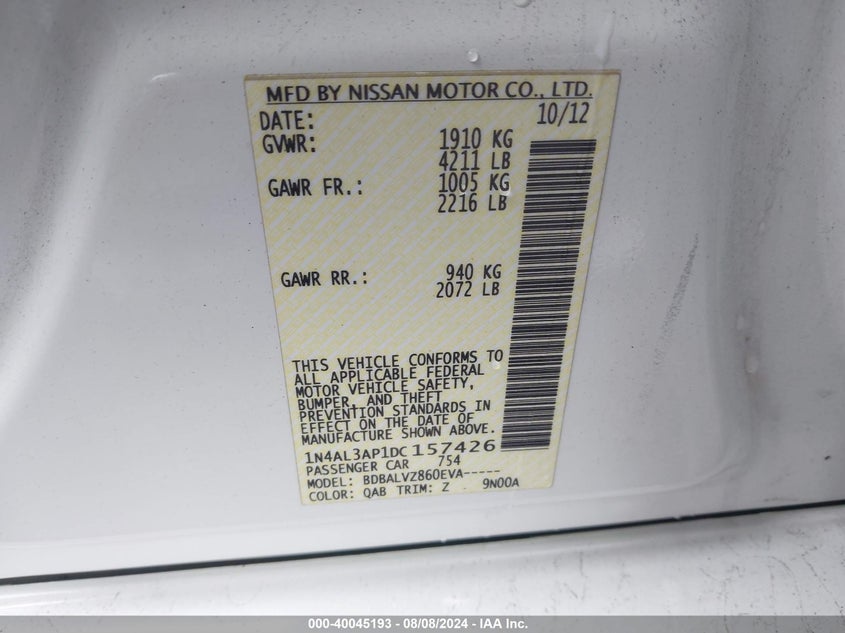 MFD BY NISSAN MOTOR CO., LTD.
DATE: 10/12
GVWR: 1910 KG
4211 LB
GAWR FR.: 1005 KG
2216 LB
GAWR RR.: 940 KG
2072 LB
THIS VEHICLE CONFORMS TO
ALL APPLICABLE FEDERAL
MOTOR VEHICLE SAFETY,
BUMPER, AND THEFT
PREVENTION STANDARDS IN
EFFECT ON THE DATE OF
MANUFACTURE SHOWN ABOVE.
1N4AL3AP1DC157426
PASSENGER CAR 754
MODEL: BDBALVZ860EVA-----
COLOR: QAB TRIM: Z 9N00A
000-40045193 - 08/08/2024 - IAA Inc.